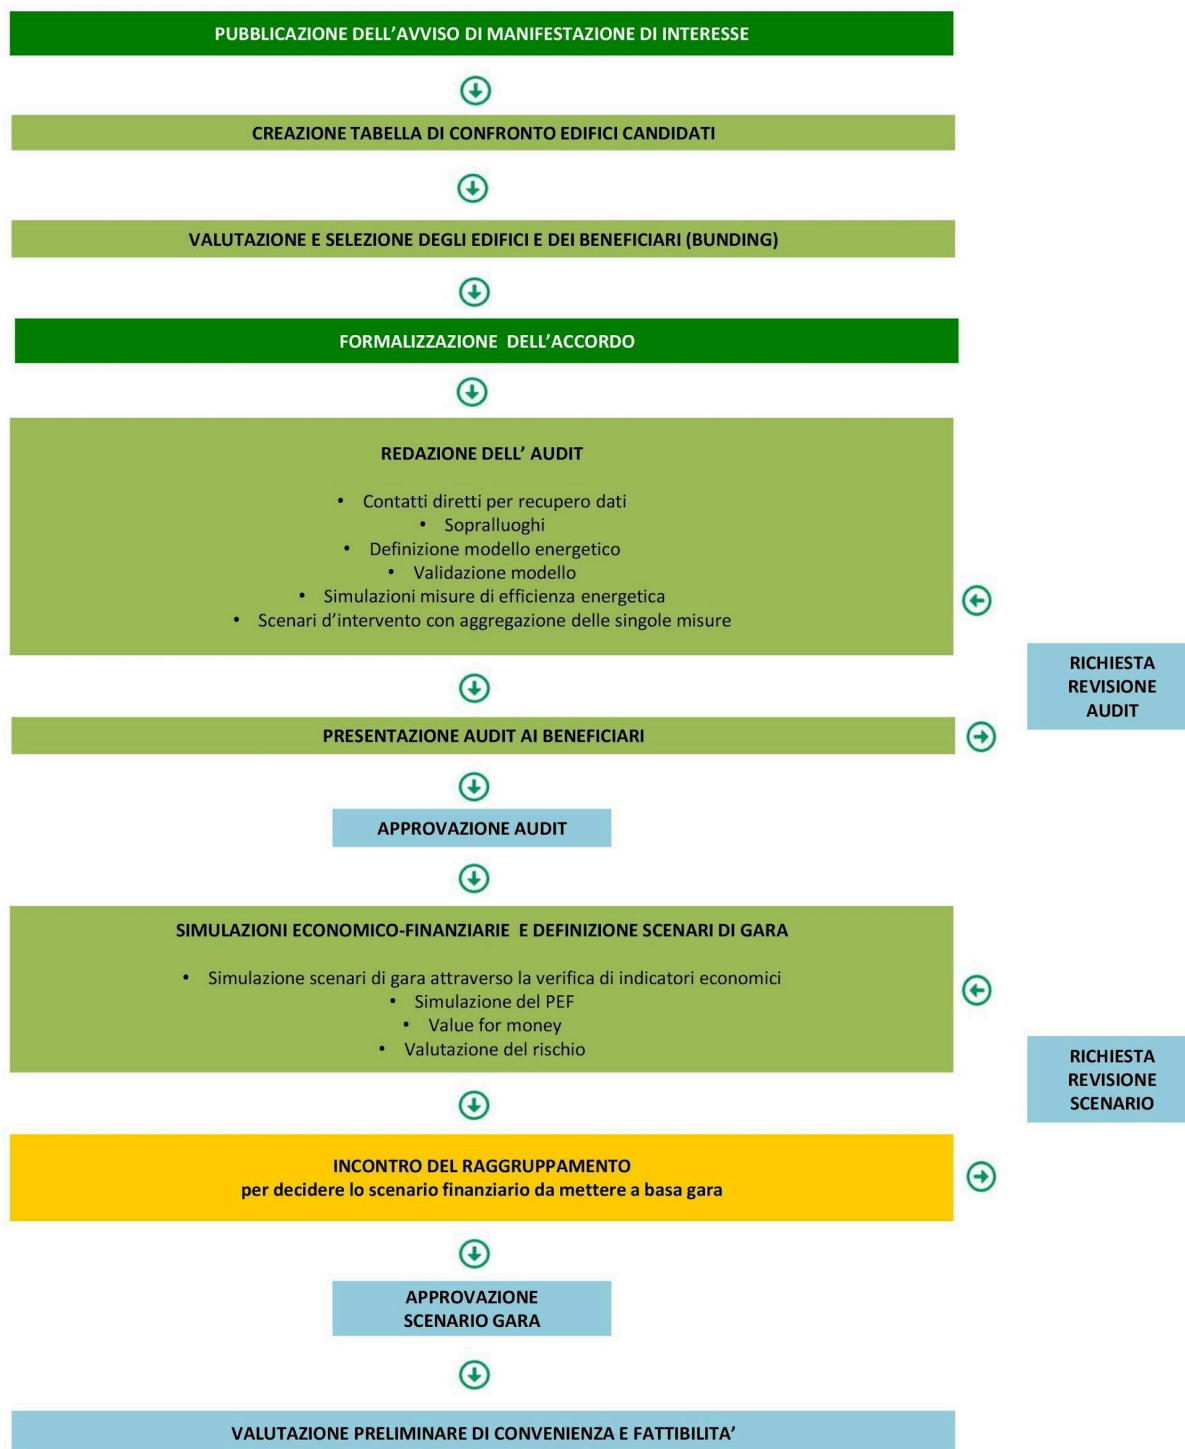 PUBBLICAZIONE DELL’AVVISO DI MANIFESTAZIONE DI INTERESSE
CREAZIONE TABELLA DI CONFRONTO EDIFICI CANDIDATI
VALUTAZIONE E SELEZIONE DEGLI EDIFICI E DEI BENEFICIARI (BUNDING)
FORMALIZZAZIONE DELL’ACCORDO
REDAZIONE DELL’ AUDIT
• Contatti diretti per recupero dati
• Sopralluoghi
• Definizione modello energetico
• Validazione modello
• Simulazioni misure di efficienza energetica
• Scenari d’intervento con aggregazione delle singole misure
RICHIESTA
REVISIONE
AUDIT
PRESENTAZIONE AUDIT AI BENEFICIARI
APPROVAZIONE AUDIT
SIMULAZIONI ECONOMICO-FINANZIARIE E DEFINIZIONE SCENARI DI GARA
• Simulazione scenari di gara attraverso la verifica di indicatori economici
• Simulazione del PEF
• Value for money
• Valutazione del rischio
RICHIESTA
REVISIONE
SCENARIO
INCONTRO DEL RAGGRUPPAMENTO
per decidere lo scenario finanziario da mettere a basa gara
APPROVAZIONE
SCENARIO GARA
VALUTAZIONE PRELIMINARE DI CONVENIENZA E FATTIBILITA’